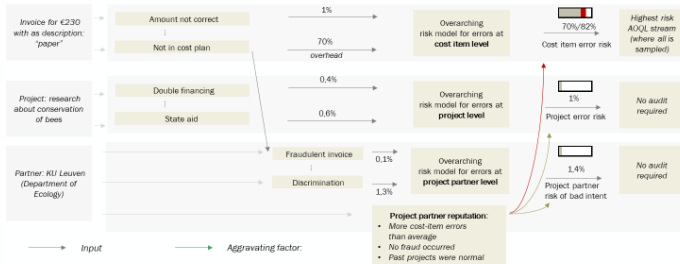 Invoice for €230
with as description:
"paper"
Amount not correct
Not in cost plan
1%
70%
overhead
Overarching
risk model for errors at
cost item level
70%/82%
Cost item error risk
Highest risk
AOQL stream
(where all is
sampled)
Project: research
about conservation
of bees
Double financing
State aid
0,4%
0,6%
Overarching
risk model for errors at
project level
1%
Project error risk
No audit
required
Partner: KU Leuven
(Department of
Ecology)
Fraudulent invoice
Discrimination
0,1%
1,3%
Overarching
risk model for errors at
project partner level
1,4%
Project partner
risk of bad intent
No audit
required
Project partner reputation:
• More cost-item errors
than average
• No fraud occurred
• Past projects were normal
Input
Aggravating factor: